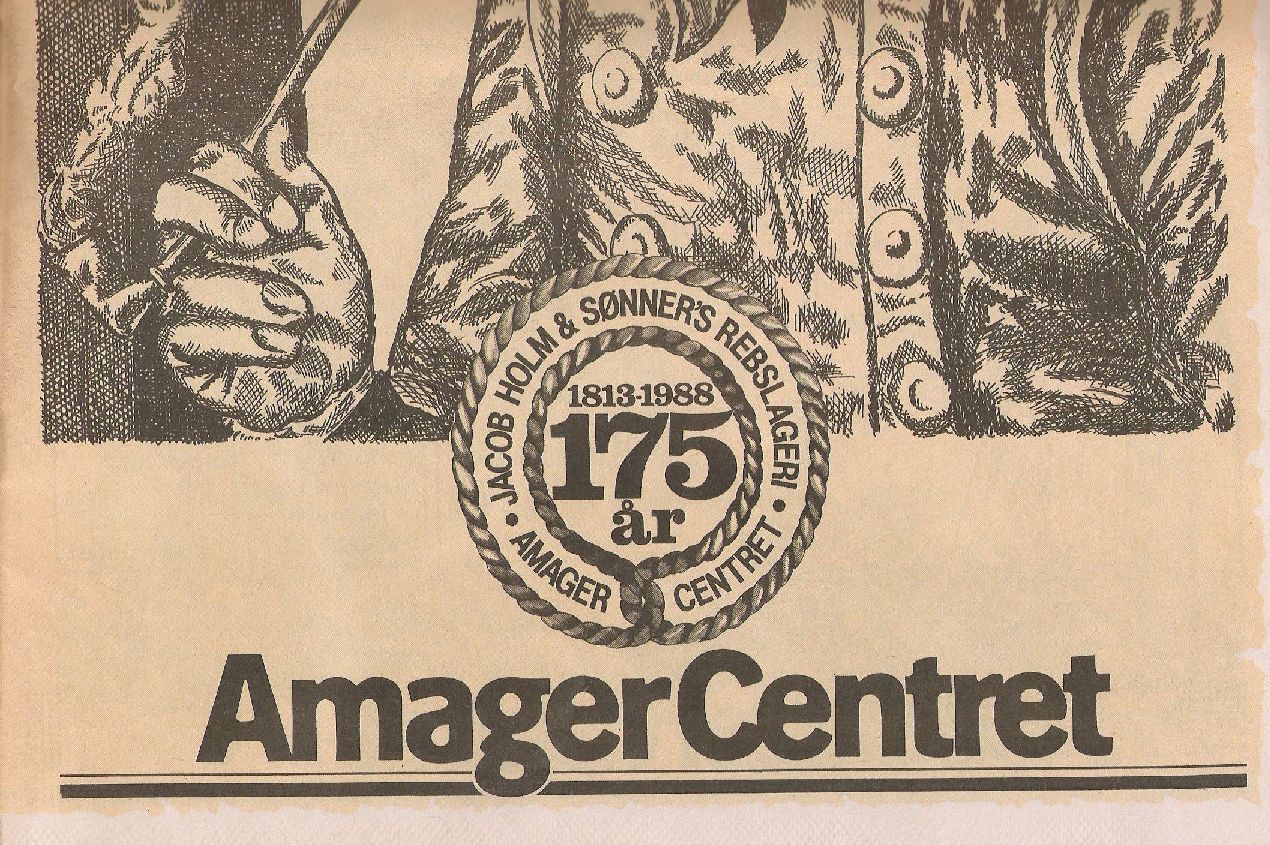 JACOB HOLM & SØNNER'S REBSLAGERI
1813-1988
175
år
• AMAGER CENTRET •
AmagerCentret